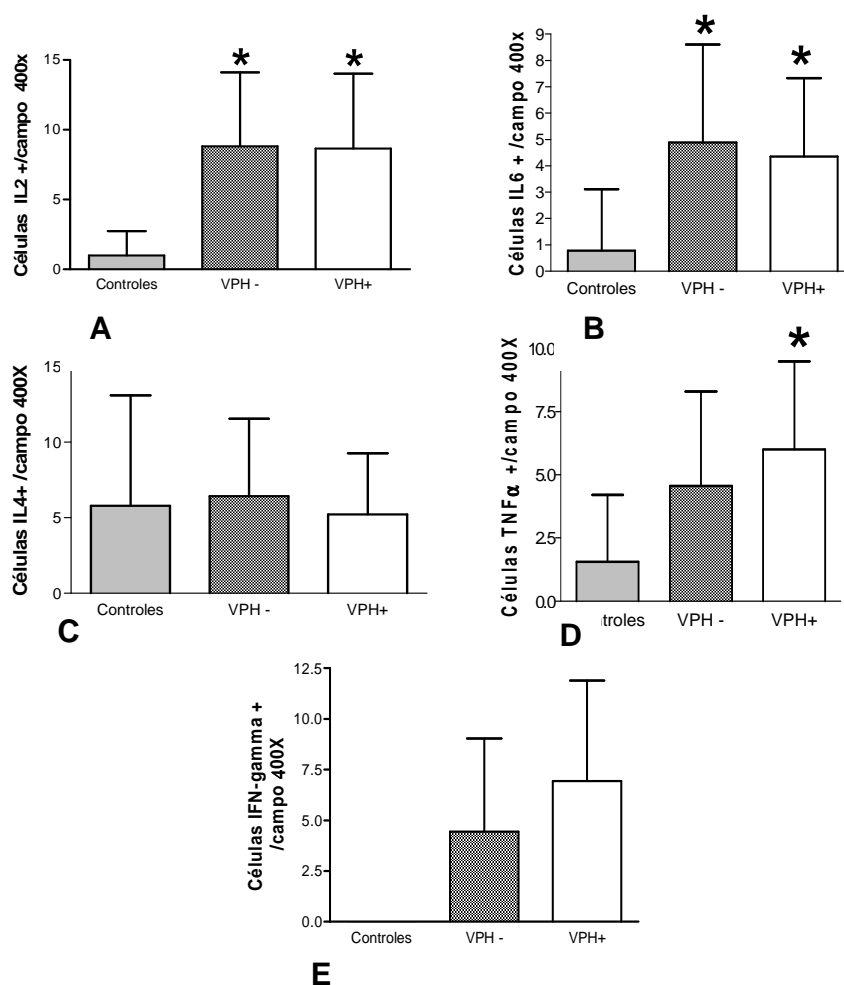 Células IL2 +/campo 400x
15
10
5
0
*
*
Controles
VPH -
VPH+
A
Células IL6 + /campo 400x
9
8
7
6
5
4
3
2
1
0
*
*
Controles
VPH -
VPH+
B
Células IL4+ /campo 400X
15
10
5
0
Controles
VPH -
VPH+
C
Células TNFα +/campo 400X
10.0
7.5
5.0
2.5
0.0
*
troles
VPH -
VPH+
D
Células IFN-gamma +
/campo 400X
12.5
10.0
7.5
5.0
2.5
0.0
Controles
VPH -
VPH+
E